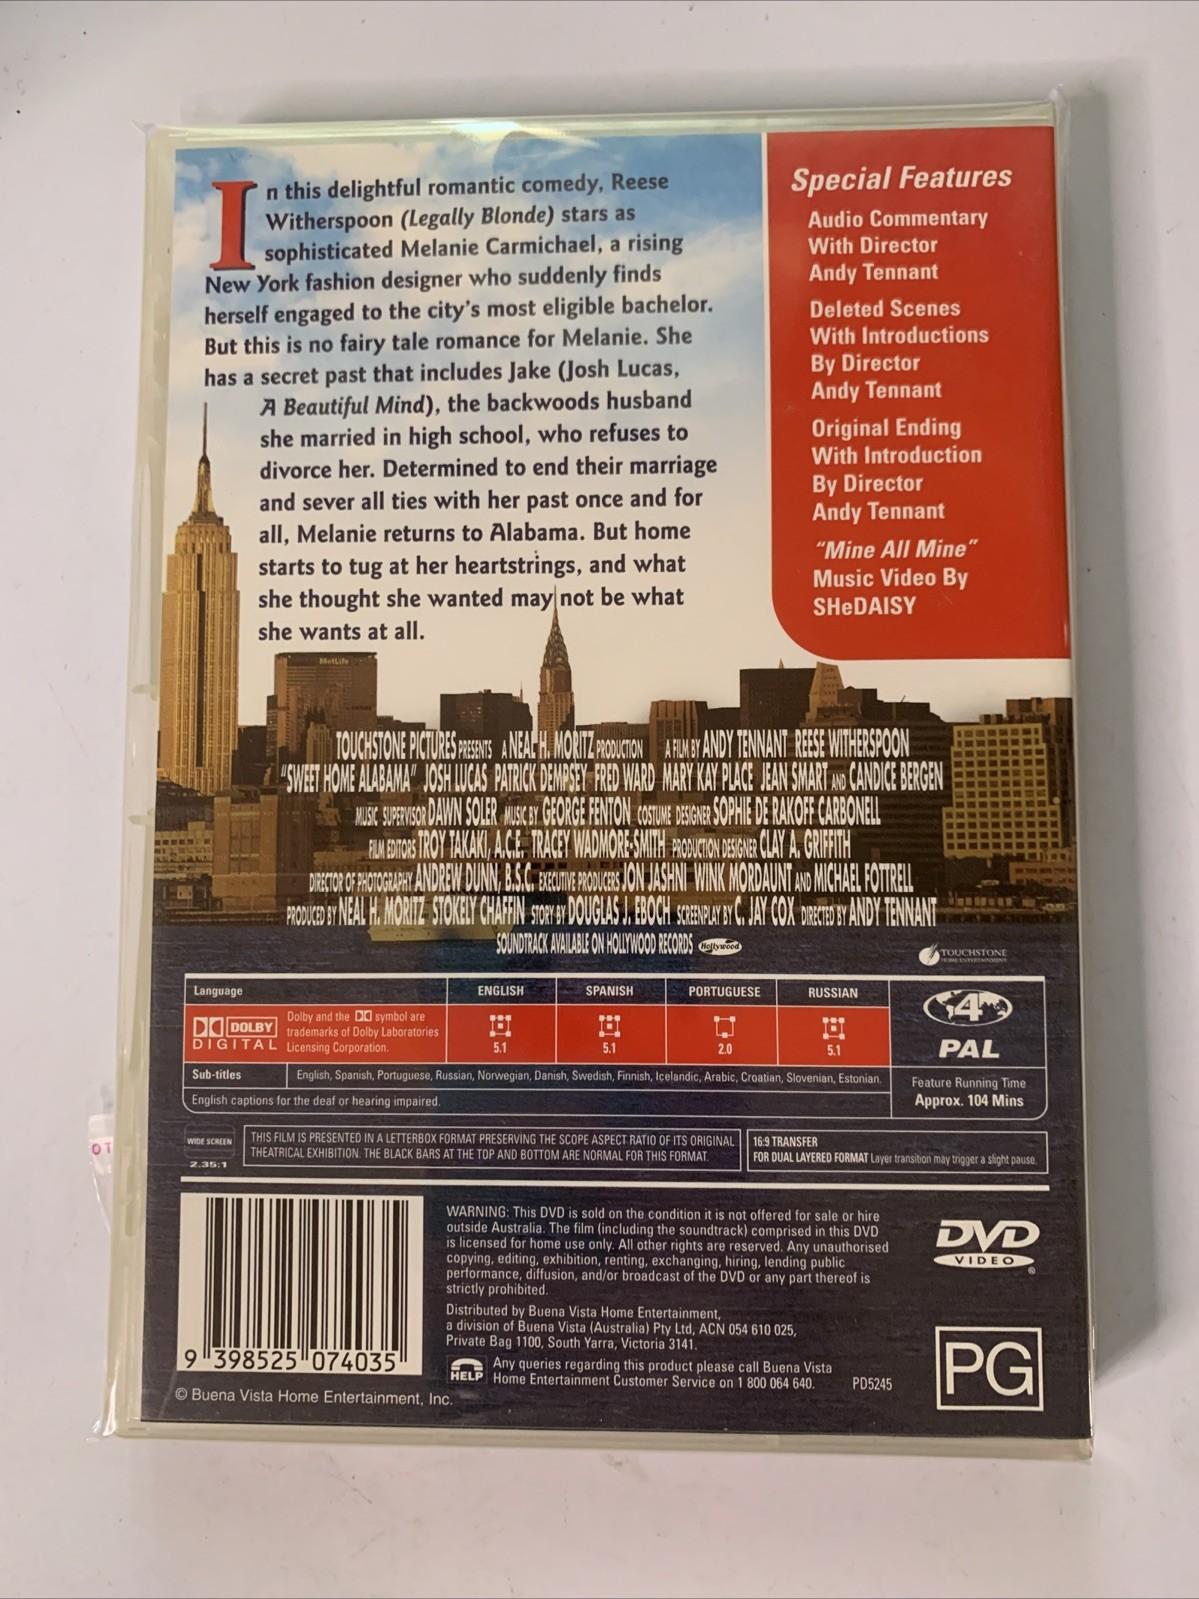 In this delightful romantic comedy, Reese
Witherspoon (Legally Blonde) stars as
sophisticated Melanie Carmichael, a rising
New York fashion designer who suddenly finds
herself engaged to the city's most eligible bachelor.
But this is no fairy tale romance for Melanie. She
has a secret past that includes Jake (Josh Lucas,
A Beautiful Mind), the backwoods husband
she married in high school, who refuses to
divorce her. Determined to end their marriage
and sever all ties with her past once and for
all, Melanie returns to Alabama. But home
starts to tug at her heartstrings, and what
she thought she wanted may not be what
she wants at all.
Special Features
Audio Commentary
With Director
Andy Tennant
Deleted Scenes
With Introductions
By Director
Andy Tennant
Original Ending
With Introduction
By Director
Andy Tennant
"Mine All Mine"
Music Video By
SHeDAISY
MetLife
TOUCHSTONE PICTURES PRESENTS A NEAL H. MORITZ PRODUCTION A FILM BY ANDY TENNANT REESE WITHERSPOON
"SWEET HOME ALABAMA" JOSH LUCAS PATRICK DEMPSEY FRED WARD MARY KAY PLACE JEAN SMART AND CANDICE BERGEN
MUSIC SUPERVISOR DAWN SOLER MUSIC BY GEORGE FENTON COSTUME DESIGNER SOPHIE DE RAKOFF CARBONELL
FILM EDITORS TROY TAKAKI, A.C.E. TRACEY WADMORE-SMITH PRODUCTION DESIGNER CLAY A. GRIFFITH
DIRECTOR OF PHOTOGRAPHY ANDREW DUNN, B.S.C. EXECUTIVE PRODUCERS JON JASHNI WINK MORDAUNT AND MICHAEL FOTTRELL
PRODUCED BY NEAL H. MORITZ STOKELY CHAFFIN STORY BY DOUGLAS J. EBOCH SCREENPLAY BY C. JAY COX DIRECTED BY ANDY TENNANT
SOUNDTRACK AVAILABLE ON HOLLYWOOD RECORDS Hollywood
TOUCHSTONE
HOME ENTERTAINMENT
Language ENGLISH SPANISH PORTUGUESE RUSSIAN
DOLBY
DIGITAL
Dolby and the DD symbol are
trademarks of Dolby Laboratories
Licensing Corporation.
5.1 5.1 2.0 5.1
4
PAL
Sub-titles English, Spanish, Portuguese, Russian, Norwegian, Danish, Swedish, Finnish, Icelandic, Arabic, Croatian, Slovenian, Estonian.
English captions for the deaf or hearing impaired.
Feature Running Time
Approx. 104 Mins
WIDE SCREEN
2.35:1
THIS FILM IS PRESENTED IN A LETTERBOX FORMAT PRESERVING THE SCOPE ASPECT RATIO OF ITS ORIGINAL
THEATRICAL EXHIBITION. THE BLACK BARS AT THE TOP AND BOTTOM ARE NORMAL FOR THIS FORMAT.
16:9 TRANSFER
FOR DUAL LAYERED FORMAT Layer transition may trigger a slight pause.
WARNING: This DVD is sold on the condition it is not offered for sale or hire
outside Australia. The film (including the soundtrack) comprised in this DVD
is licensed for home use only. All other rights are reserved. Any unauthorised
copying, editing, exhibition, renting, exchanging, hiring, lending public
performance, diffusion, and/or broadcast of the DVD or any part thereof is
strictly prohibited.
Distributed by Buena Vista Home Entertainment,
a division of Buena Vista (Australia) Pty Ltd, ACN 054 610 025,
Private Bag 1100, South Yarra, Victoria 3141.
HELP
Any queries regarding this product please call Buena Vista
Home Entertainment Customer Service on 1 800 064 640.
PD5245
DVD
VIDEO
PG
9 398525 074035
© Buena Vista Home Entertainment, Inc.